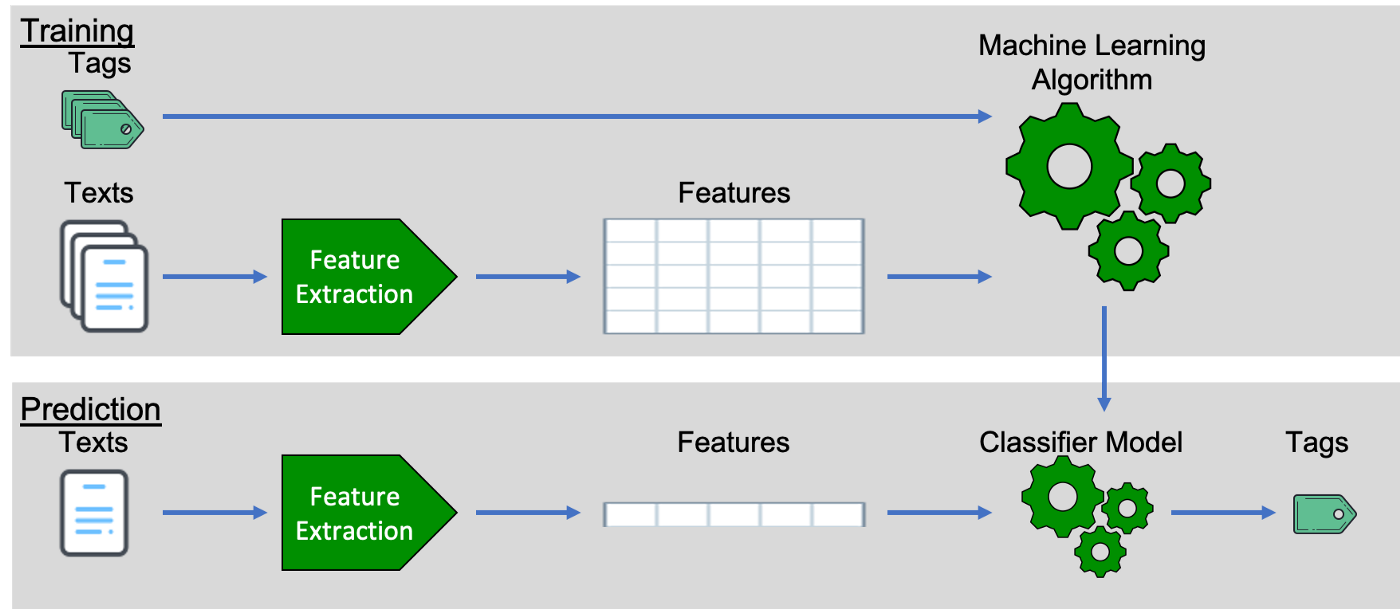 Training
Tags
Machine Learning
Algorithm
Texts
Features
Feature
Extraction
Prediction
Texts
Features
Classifier Model
Tags
Feature
Extraction